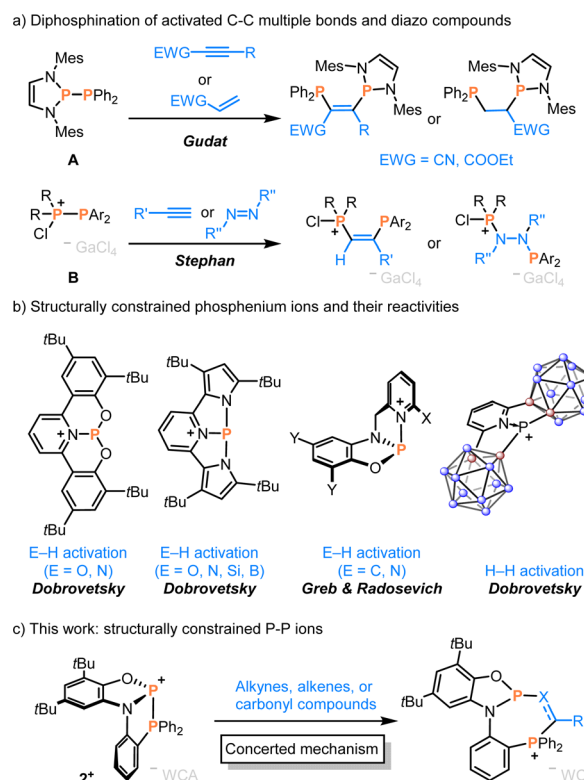 a) Diphosphination of activated C-C multiple bonds and diazo compounds
Mes
N
P–PPh2
N
Mes
A
EWG R
or
EWG
Gudat
Ph2P
Mes
N
P
N
Mes
EWG R
or
Ph2P
Mes
N
P
N
Mes
EWG
EWG = CN, COOEt
R
R P+ PAr2
Cl
−GaCl4
B
R' or R'' N=N R''
Stephan
R R
Cl P+ PAr2
H R'
−GaCl4
or
R R
Cl P+ R''
N–N
R'' PAr2
−GaCl4
b) Structurally constrained phosphenium ions and their reactivities
tBu tBu
O
+N P
O
tBu
tBu
E–H activation
(E = O, N)
Dobrovetsky
tBu tBu
N
+N P
N
tBu tBu
E–H activation
(E = O, N, Si, B)
Dobrovetsky
+
N X
N
Y O P
Y
E–H activation
(E = C, N)
Greb & Radosevich
N P
+
H–H activation
Dobrovetsky
c) This work: structurally constrained P-P ions
tBu
O
P+
tBu
N PPh2
2+
−WCA
Alkynes, alkenes, or
carbonyl compounds
Concerted mechanism
tBu
O
P X
tBu
N R
PPh2
+